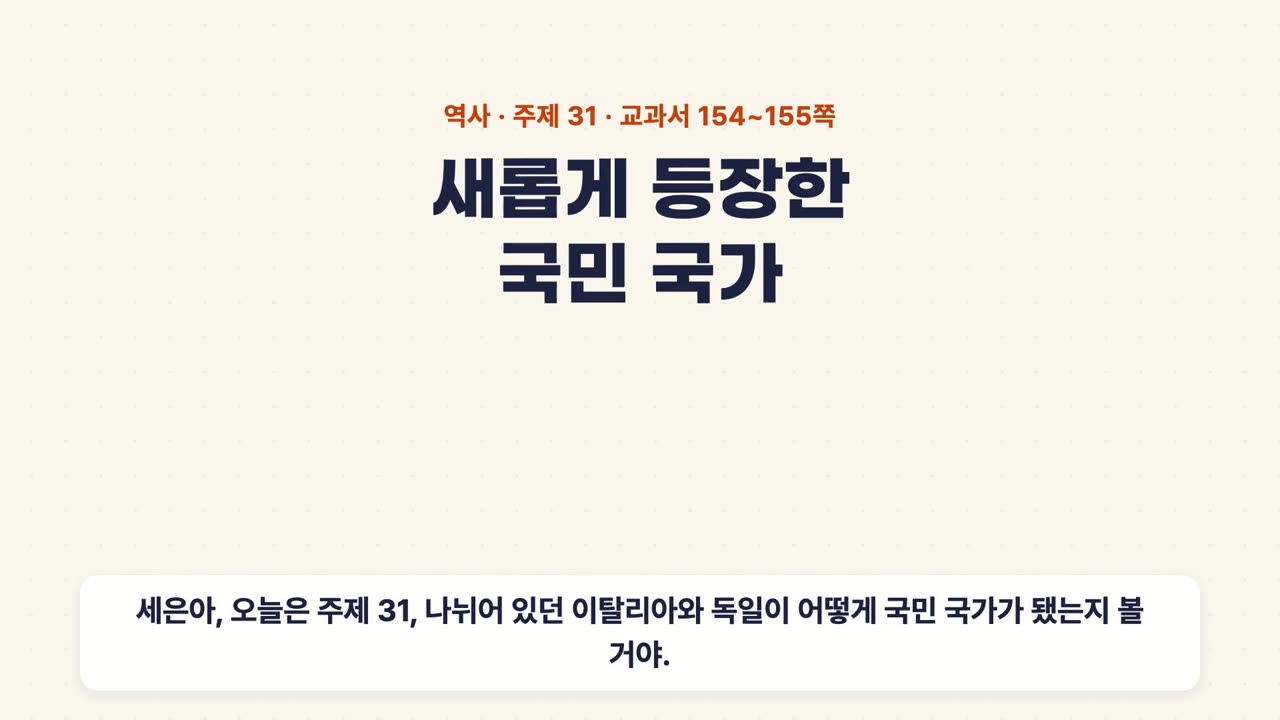 역사 · 주제 31 · 교과서 154~155쪽
새롭게 등장한
국민 국가
세은아, 오늘은 주제 31, 나뉘어 있던 이탈리아와 독일이 어떻게 국민 국가가 됐는지 볼
거야.